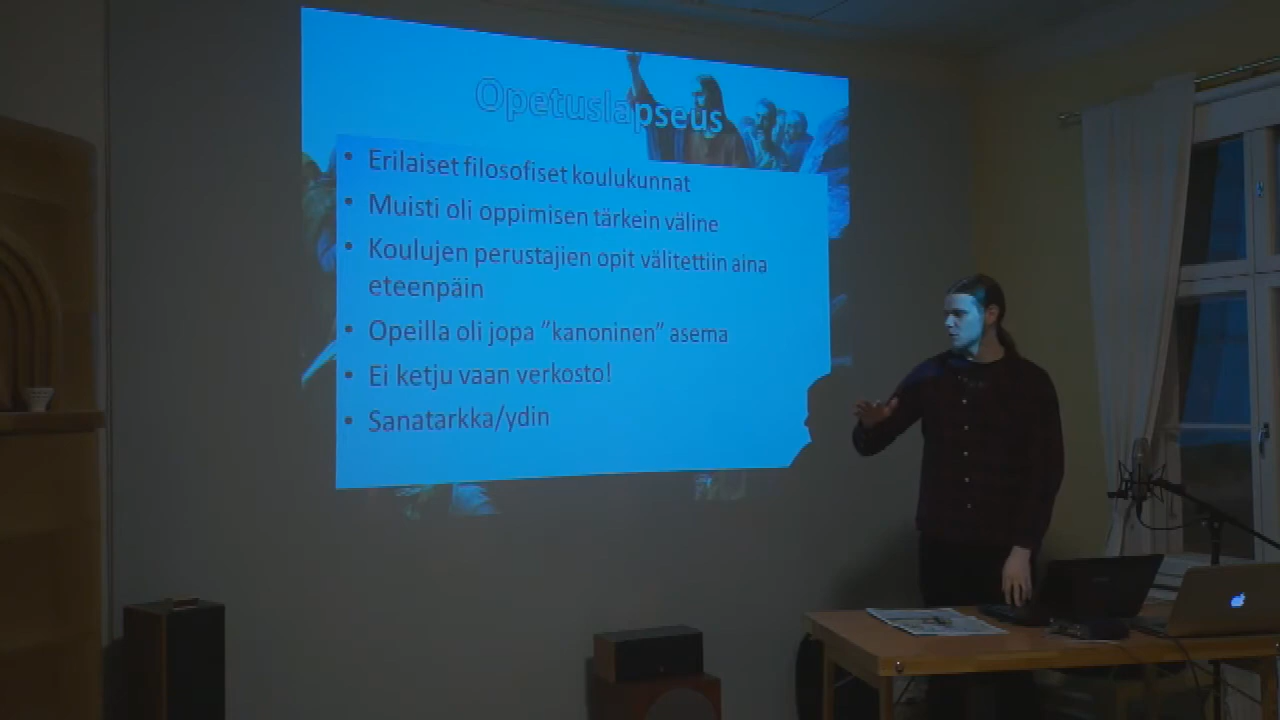 Opetuslapseus
• Erilaiset filosofiset koulukunnat
• Muisti oli oppimisen tärkein väline
• Koulujen perustajien opit välitettiin aina
eteenpäin
• Opeilla oli jopa ”kanoninen” asema
• Ei ketju vaan verkosto!
• Sanatarkka/ydin